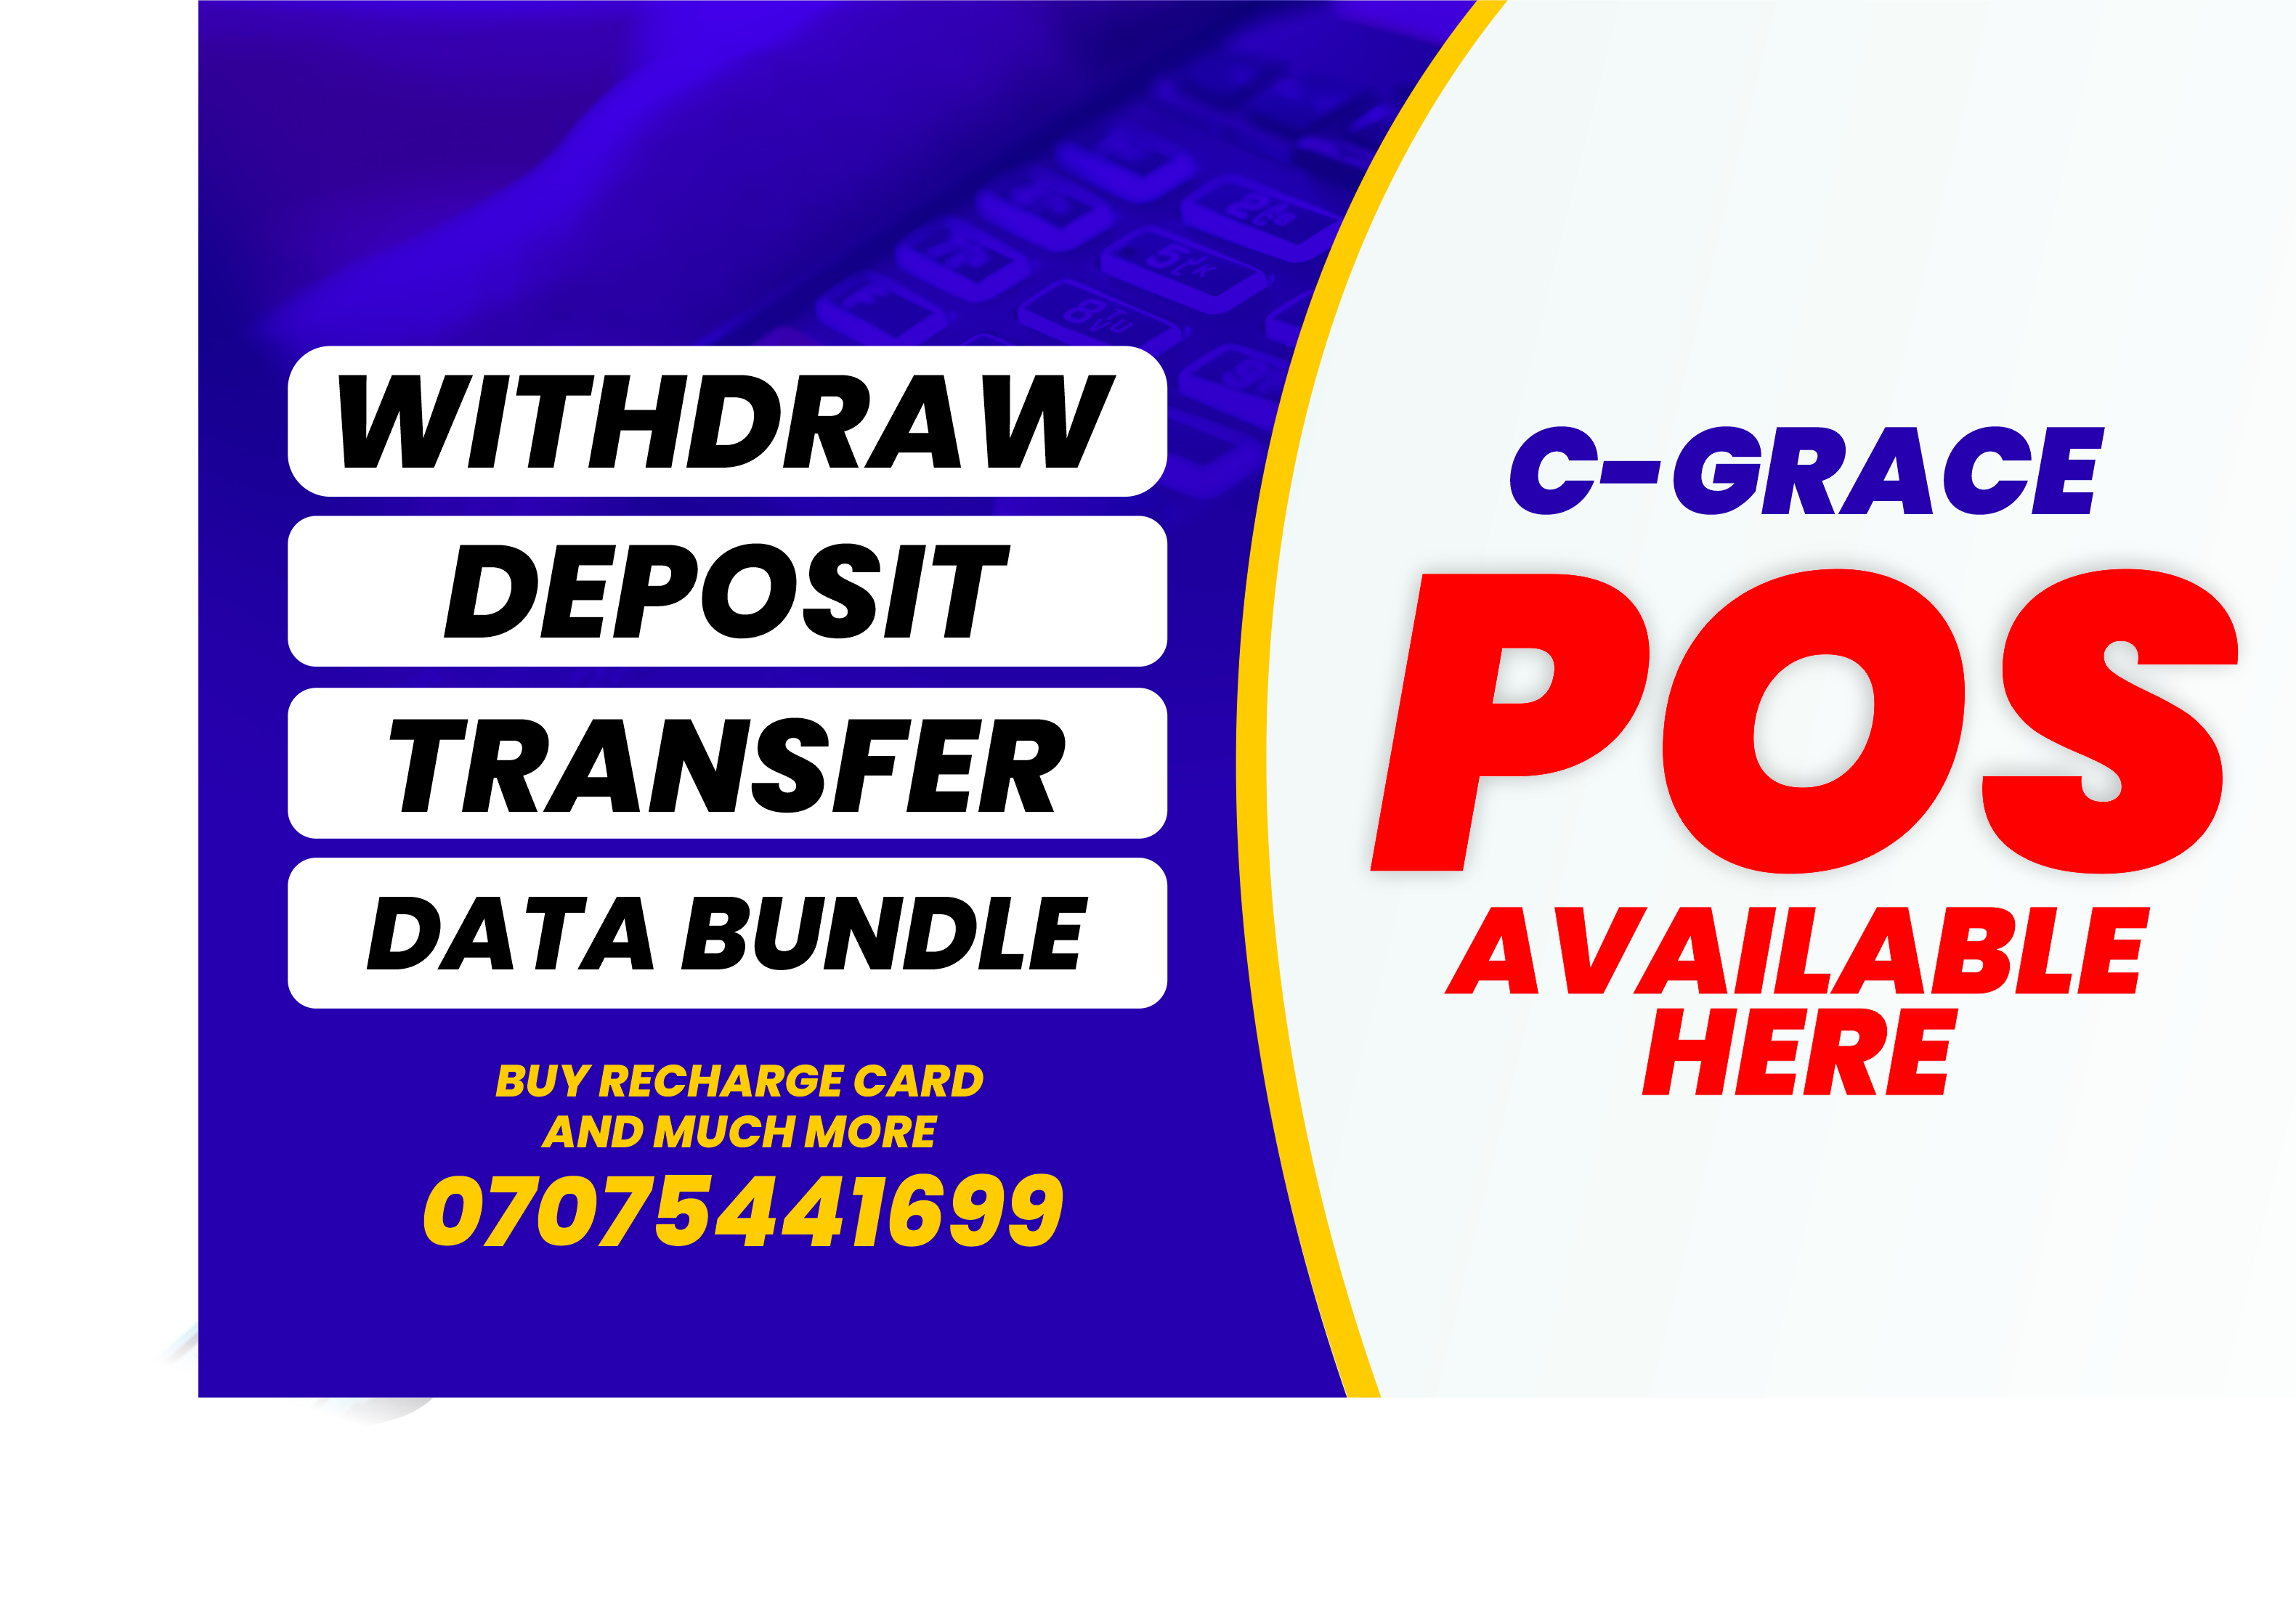 WITHDRAW
DEPOSIT
TRANSFER
DATA BUNDLE
BUY RECHARGE CARD
AND MUCH MORE
07075441699
C-GRACE
POS
AVAILABLE
HERE